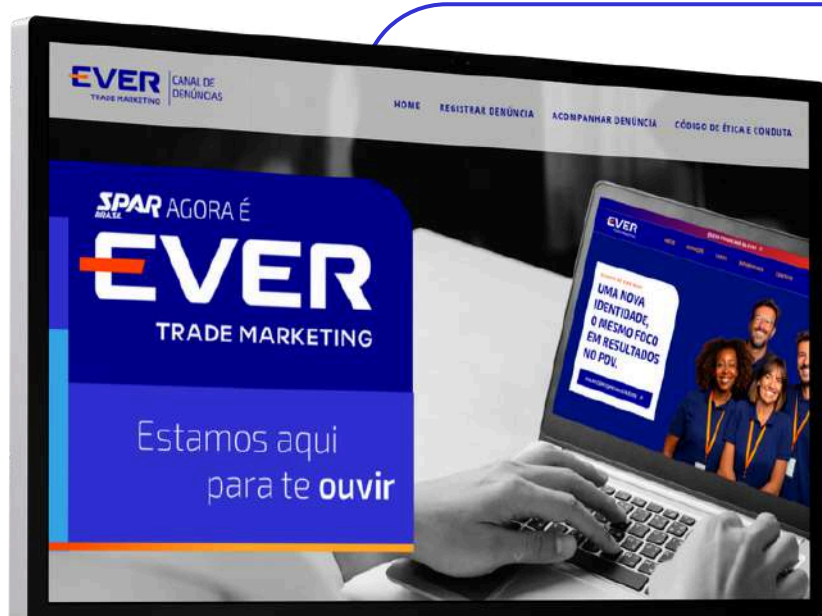 EVER
TRADE MARKETING
CANAL DE
DENÚNCIAS
HOME
REGISTRAR DENÚNCIA
ACOMPANHAR DENÚNCIA
CÓDIGO DE ÉTICA E CONDUTA
SPAR
BRASIL
AGORA É
EVER
TRADE MARKETING
Estamos aqui
para te ouvir
EVER
UMA NOVA
IDENTIDADE,
O MESMO FOCO
EM RESULTADOS
NO PDV.